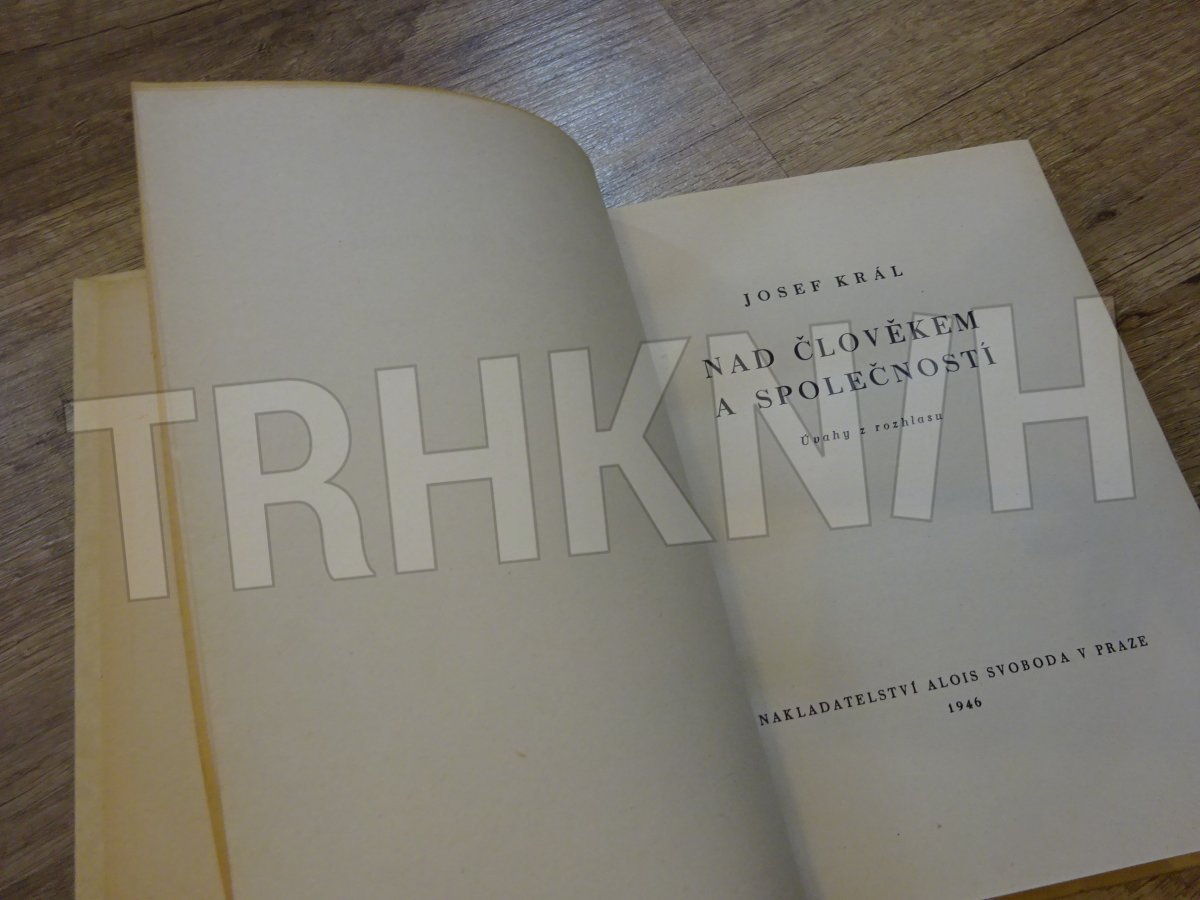 JOSEF KRÁL
NAD ČLOVĚKEM
A SPOLEČNOSTÍ
Úvahy z rozhlasu
TRHKNIH
NAKLADATELSTVÍ ALOIS SVOBODA V PRAZE
1946